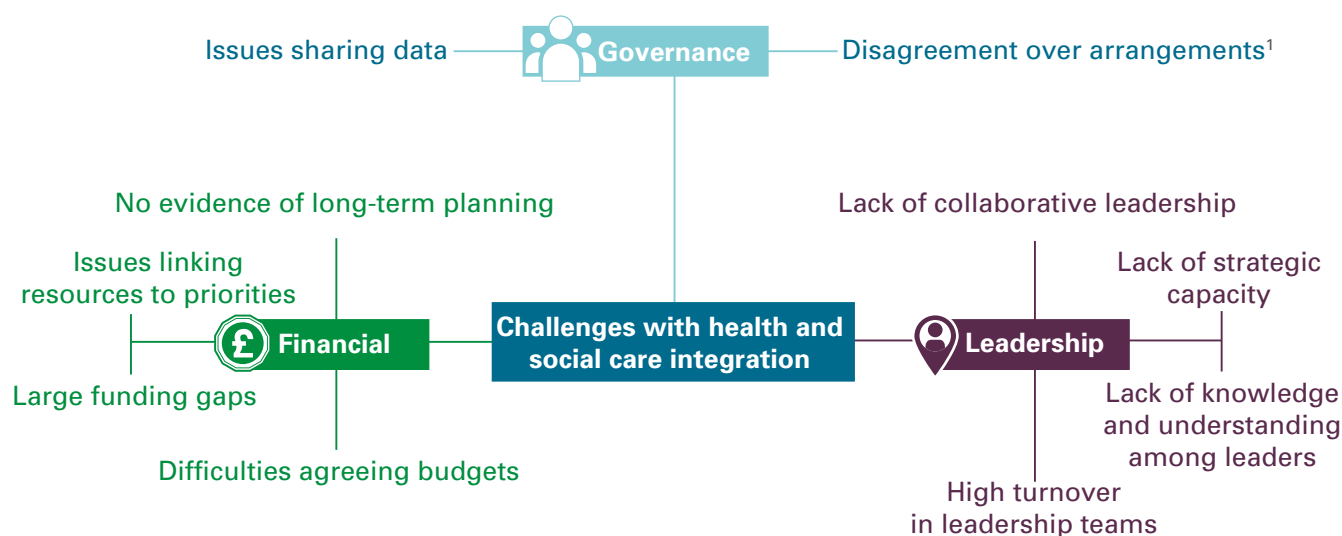 Issues sharing data
Governance
Disagreement over arrangements¹
No evidence of long-term planning
Issues linking
resources to priorities
£
Financial
Large funding gaps
Difficulties agreeing budgets
Challenges with health and
social care integration
Lack of collaborative leadership
Lack of strategic
capacity
Leadership
Lack of knowledge
and understanding
among leaders
High turnover
in leadership teams